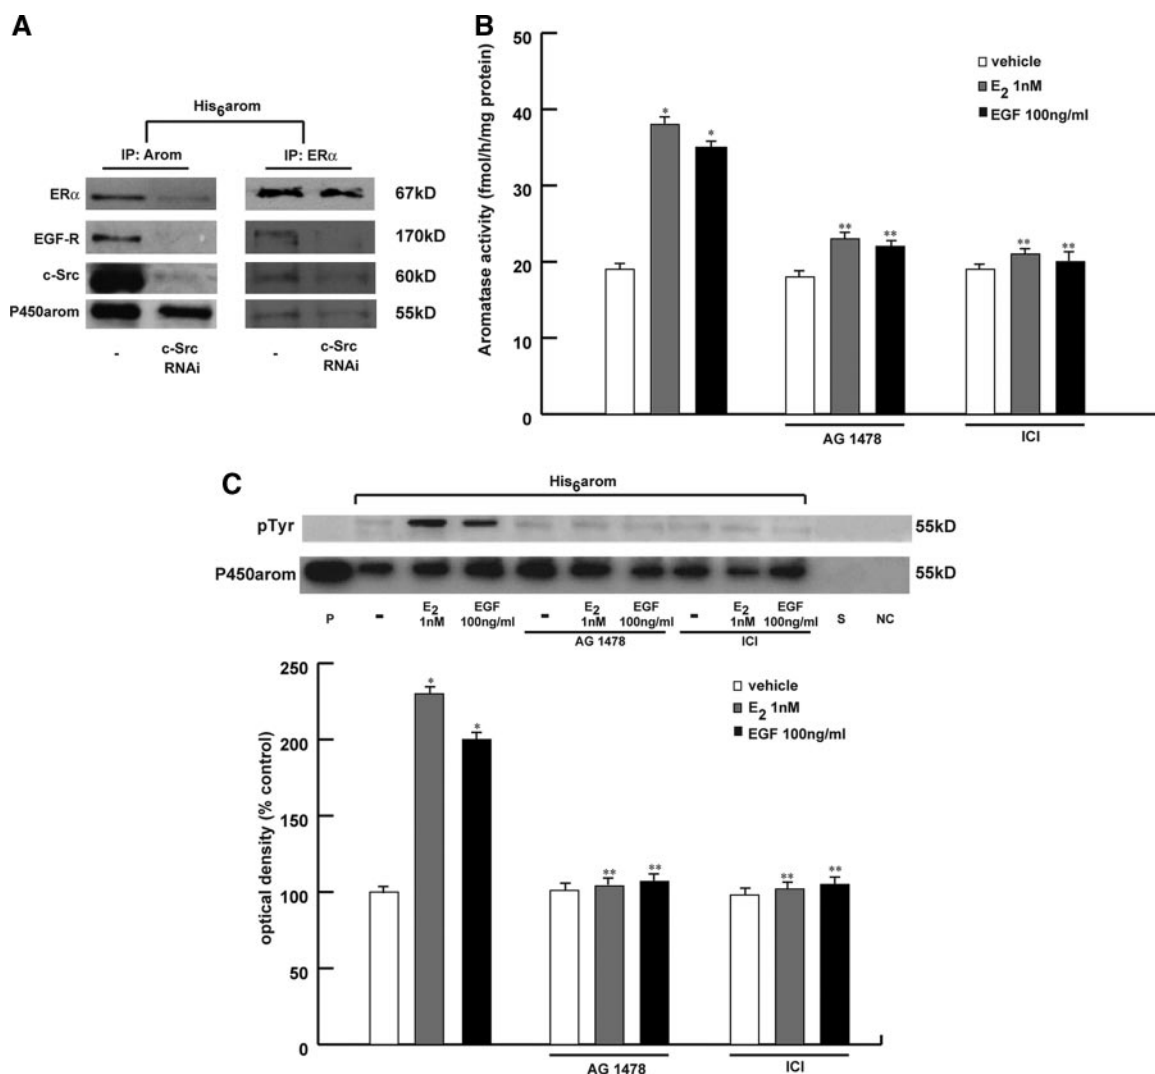 A
His6arom
IP: Arom IP: ERα
ERα 67kD
EGF-R 170kD
c-Src 60kD
P450arom 55kD
- c-Src RNAi - c-Src RNAi
B
Aromatase activity (fmol/h/mg protein)
50
40
30
20
10
0
vehicle
E2 1nM
EGF 100ng/ml
* *
** ** ** **
AG 1478 ICI
C
His6arom
pTyr 55kD
P450arom 55kD
P - E2 1nM EGF 100ng/ml - E2 1nM EGF 100ng/ml - E2 1nM EGF 100ng/ml S NC
AG 1478 ICI
optical density (% control)
250
200
150
100
50
0
vehicle
E2 1nM
EGF 100ng/ml
* *
** ** ** **
AG 1478 ICI